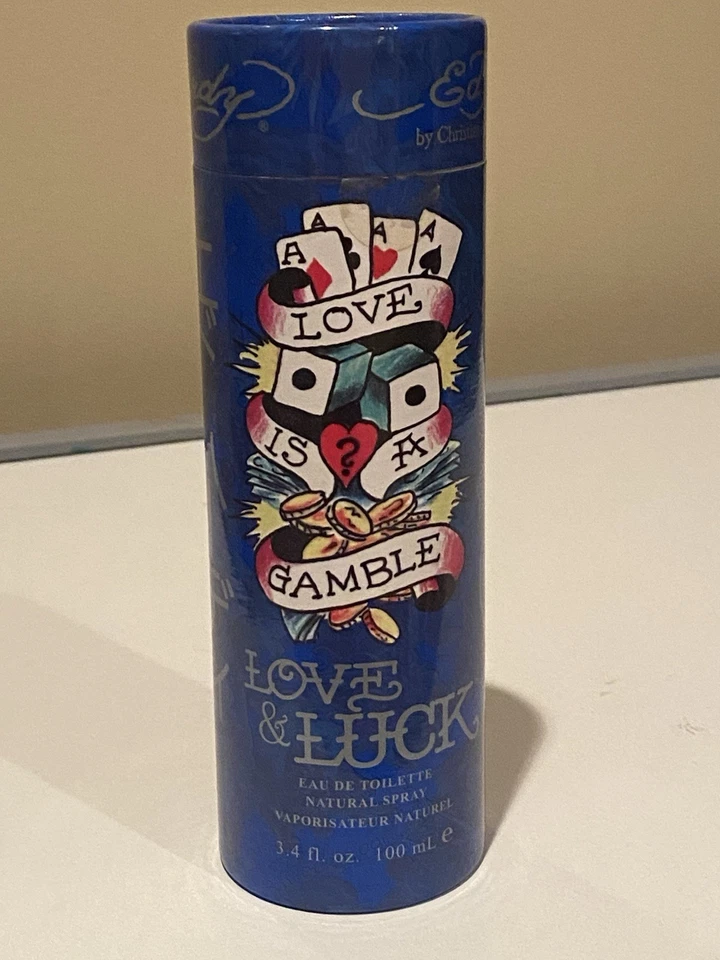 by
A A A A
LOVE
IS ? A
GAMBLE
LOVE
& LUCK
EAU DE TOILETTE
NATURAL SPRAY
VAPORISATEUR NATUREL
3.4 fl. oz. 100 mL e